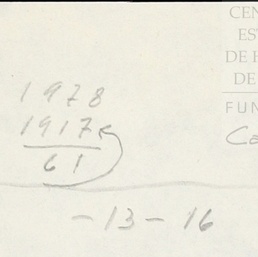 CEN
EST
DE 
DE
FUN
Ca
1978
1917
61
-13-16